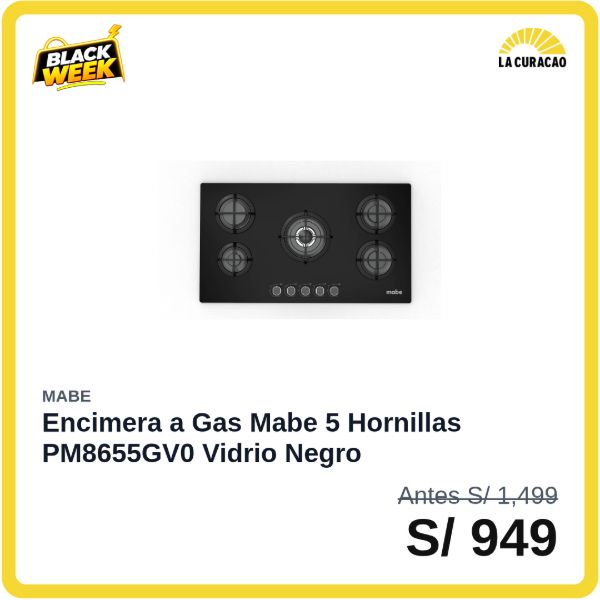 BLACK
WEEK
LA CURACAO
mabe
MABE
Encimera a Gas Mabe 5 Hornillas
PM8655GV0 Vidrio Negro
Antes S/ 1,499
S/ 949